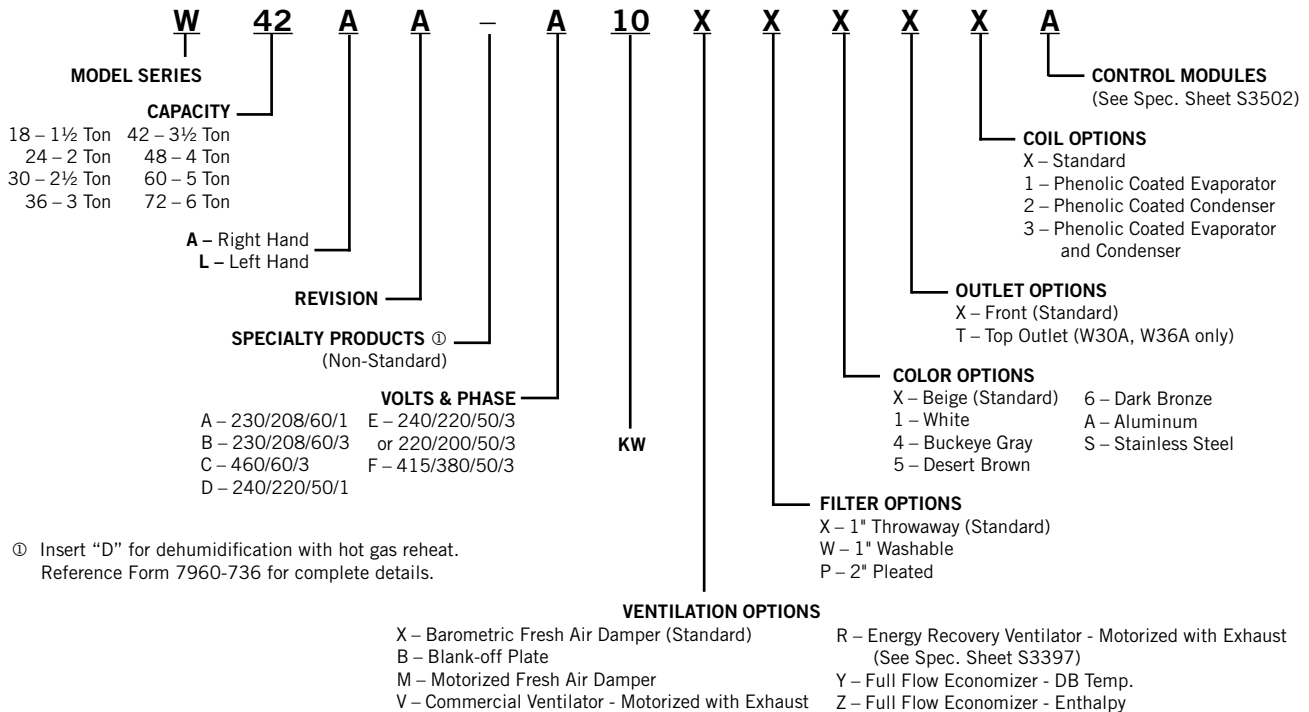 W 42 A A – A 10 X X X X X A
MODEL SERIES
CAPACITY
18 – 1½ Ton 42 – 3½ Ton
24 – 2 Ton 48 – 4 Ton
30 – 2½ Ton 60 – 5 Ton
36 – 3 Ton 72 – 6 Ton
A – Right Hand
L – Left Hand
REVISION
SPECIALTY PRODUCTS ①
(Non-Standard)
VOLTS & PHASE
A – 230/208/60/1 E – 240/220/50/3
B – 230/208/60/3 or 220/200/50/3
C – 460/60/3 F – 415/380/50/3
D – 240/220/50/1
KW
CONTROL MODULES
(See Spec. Sheet S3502)
COIL OPTIONS
X – Standard
1 – Phenolic Coated Evaporator
2 – Phenolic Coated Condenser
3 – Phenolic Coated Evaporator
and Condenser
OUTLET OPTIONS
X – Front (Standard)
T – Top Outlet (W30A, W36A only)
COLOR OPTIONS
X – Beige (Standard) 6 – Dark Bronze
1 – White A – Aluminum
4 – Buckeye Gray S – Stainless Steel
5 – Desert Brown
FILTER OPTIONS
X – 1" Throwaway (Standard)
W – 1" Washable
P – 2" Pleated
① Insert “D” for dehumidification with hot gas reheat.
Reference Form 7960-736 for complete details.
VENTILATION OPTIONS
X – Barometric Fresh Air Damper (Standard)
B – Blank-off Plate
M – Motorized Fresh Air Damper
V – Commercial Ventilator - Motorized with Exhaust
R – Energy Recovery Ventilator - Motorized with Exhaust
(See Spec. Sheet S3397)
Y – Full Flow Economizer - DB Temp.
Z – Full Flow Economizer - Enthalpy